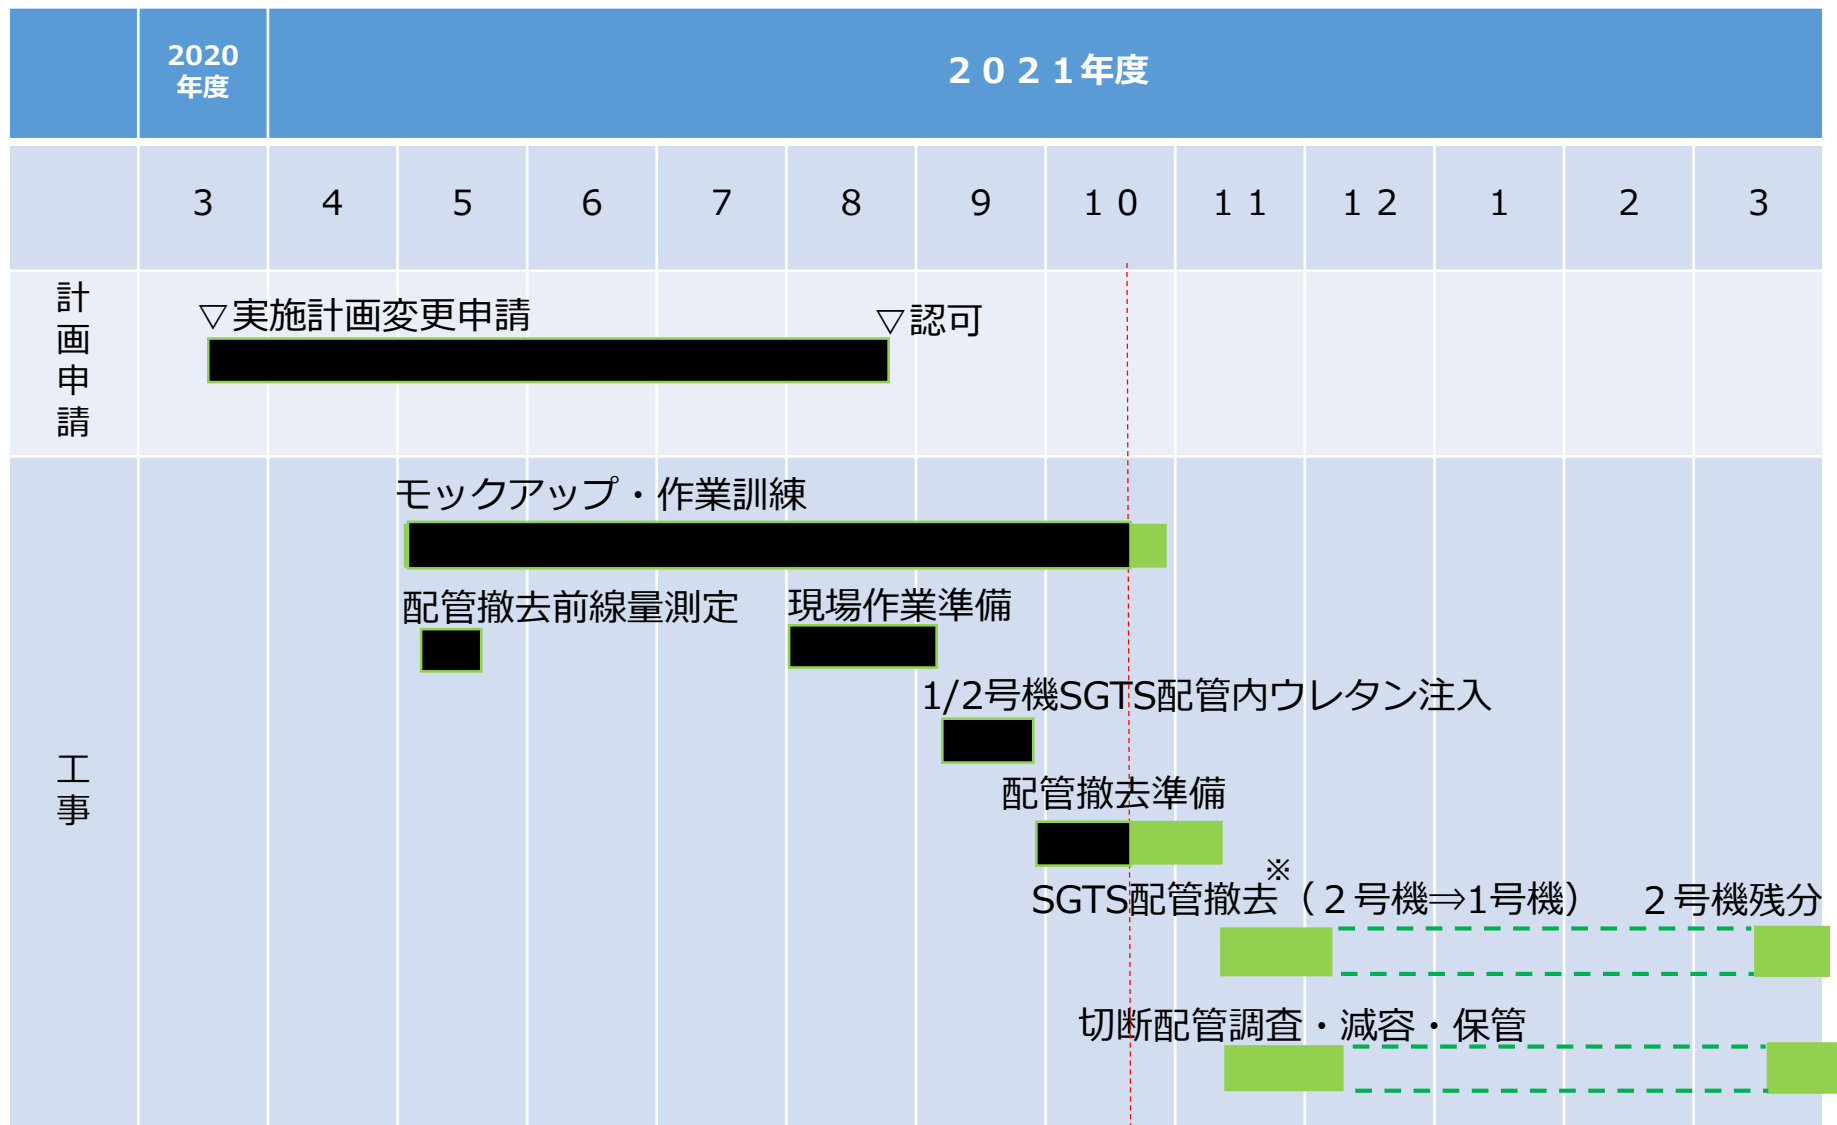 2020
年度
２０２１年度
3
4
5
6
7
8
9
１０
１１
１２
1
2
3
計画申請
▽実施計画変更申請
▽認可
工事
モックアップ・作業訓練
配管撤去前線量測定
現場作業準備
1/2号機SGTS配管内ウレタン注入
配管撤去準備
SGTS配管撤去※（２号機⇒1号機）
２号機残分
切断配管調査・減容・保管